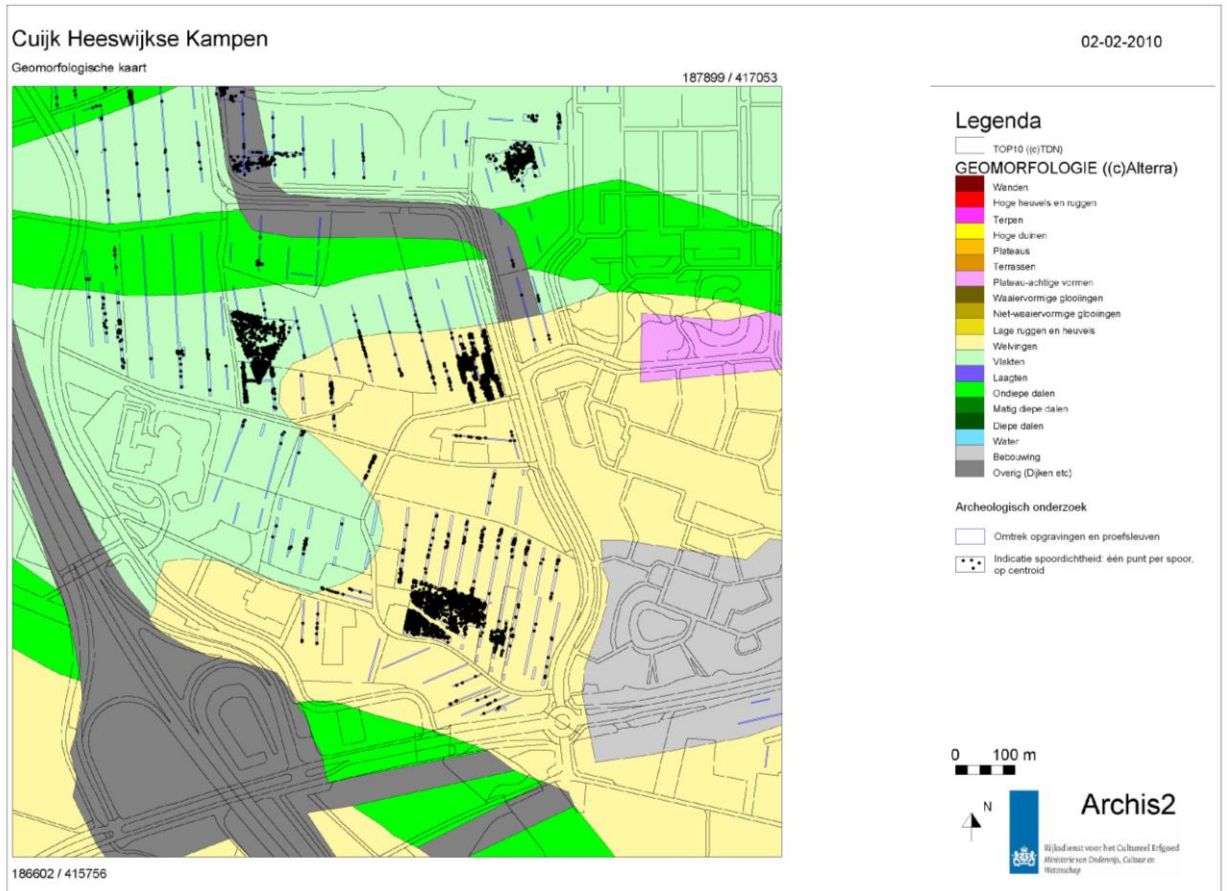 Cuijk Heeswijkse Kampen
02-02-2010
Geomorfologische kaart
187899 / 417053
Legenda
TOP10 ((c)TDN)
GEOMORFOLOGIE ((c)Alterra)
Wanden
Hoge heuvels en ruggen
Terpen
Hoge duinen
Plateaus
Terrassen
Plateau-achtige vormen
Waaiervormige glooiingen
Niet-waaiervormige glooiingen
Lage ruggen en heuvels
Welvingen
Vlakten
Laagten
Ondiepe dalen
Matig diepe dalen
Diepe dalen
Water
Bebouwing
Overig (Dijken etc)
Archeologisch onderzoek
Omtrek opgravingen en proefsleuven
Indicatie spoordichtheid: één punt per spoor,
op centroid
0 100 m
N
Archis2
Rijksdienst voor het Cultureel Erfgoed
Ministerie van Onderwijs, Cultuur en
Wetenschap
186602 / 415756